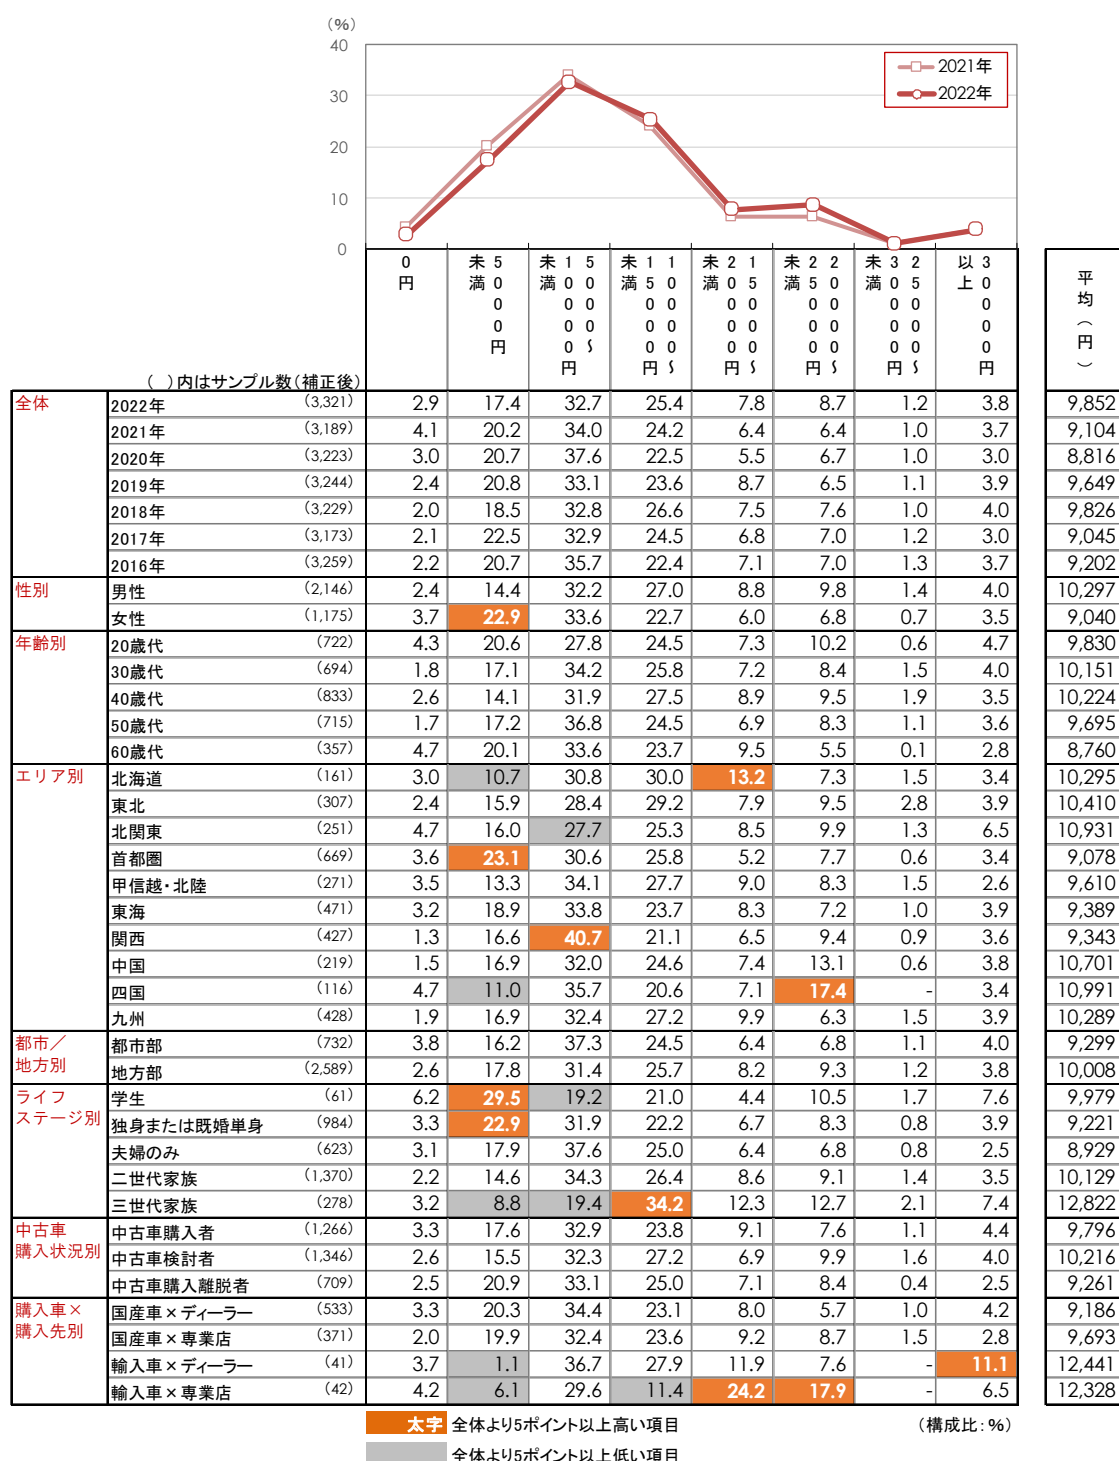 (%)
40
30
20
10
0
2021年
2022年
0円
5000円未満
5000~10000円未満
10000~15000円未満
15000~20000円未満
20000~25000円未満
25000~30000円未満
30000円以上
平均(円)
( )内はサンプル数(補正後)
全体 2022年 (3,321) 2.9 17.4 32.7 25.4 7.8 8.7 1.2 3.8 9,852
2021年 (3,189) 4.1 20.2 34.0 24.2 6.4 6.4 1.0 3.7 9,104
2020年 (3,223) 3.0 20.7 37.6 22.5 5.5 6.7 1.0 3.0 8,816
2019年 (3,244) 2.4 20.8 33.1 23.6 8.7 6.5 1.1 3.9 9,649
2018年 (3,229) 2.0 18.5 32.8 26.6 7.5 7.6 1.0 4.0 9,826
2017年 (3,173) 2.1 22.5 32.9 24.5 6.8 7.0 1.2 3.0 9,045
2016年 (3,259) 2.2 20.7 35.7 22.4 7.1 7.0 1.3 3.7 9,202
性別 男性 (2,146) 2.4 14.4 32.2 27.0 8.8 9.8 1.4 4.0 10,297
女性 (1,175) 3.7 22.9 33.6 22.7 6.0 6.8 0.7 3.5 9,040
年齢別 20歳代 (722) 4.3 20.6 27.8 24.5 7.3 10.2 0.6 4.7 9,830
30歳代 (694) 1.8 17.1 34.2 25.8 7.2 8.4 1.5 4.0 10,151
40歳代 (833) 2.6 14.1 31.9 27.5 8.9 9.5 1.9 3.5 10,224
50歳代 (715) 1.7 17.2 36.8 24.5 6.9 8.3 1.1 3.6 9,695
60歳代 (357) 4.7 20.1 33.6 23.7 9.5 5.5 0.1 2.8 8,760
エリア別 北海道 (161) 3.0 10.7 30.8 30.0 13.2 7.3 1.5 3.4 10,295
東北 (307) 2.4 15.9 28.4 29.2 7.9 9.5 2.8 3.9 10,410
北関東 (251) 4.7 16.0 27.7 25.3 8.5 9.9 1.3 6.5 10,931
首都圏 (669) 3.6 23.1 30.6 25.8 5.2 7.7 0.6 3.4 9,078
甲信越・北陸 (271) 3.5 13.3 34.1 27.7 9.0 8.3 1.5 2.6 9,610
東海 (471) 3.2 18.9 33.8 23.7 8.3 7.2 1.0 3.9 9,389
関西 (427) 1.3 16.6 40.7 21.1 6.5 9.4 0.9 3.6 9,343
中国 (219) 1.5 16.9 32.0 24.6 7.4 13.1 0.6 3.8 10,701
四国 (116) 4.7 11.0 35.7 20.6 7.1 17.4 - 3.4 10,991
九州 (428) 1.9 16.9 32.4 27.2 9.9 6.3 1.5 3.9 10,289
都市／地方別 都市部 (732) 3.8 16.2 37.3 24.5 6.4 6.8 1.1 4.0 9,299
地方部 (2,589) 2.6 17.8 31.4 25.7 8.2 9.3 1.2 3.8 10,008
ライフステージ別 学生 (61) 6.2 29.5 19.2 21.0 4.4 10.5 1.7 7.6 9,979
独身または既婚単身 (984) 3.3 22.9 31.9 22.2 6.7 8.3 0.8 3.9 9,221
夫婦のみ (623) 3.1 17.9 37.6 25.0 6.4 6.8 0.8 2.5 8,929
二世代家族 (1,370) 2.2 14.6 34.3 26.4 8.6 9.1 1.4 3.5 10,129
三世代家族 (278) 3.2 8.8 19.4 34.2 12.3 12.7 2.1 7.4 12,822
中古車購入状況別 中古車購入者 (1,266) 3.3 17.6 32.9 23.8 9.1 7.6 1.1 4.4 9,796
中古車検討者 (1,346) 2.6 15.5 32.3 27.2 6.9 9.9 1.6 4.0 10,216
中古車購入離脱者 (709) 2.5 20.9 33.1 25.0 7.1 8.4 0.4 2.5 9,261
購入車×購入先別 国産車×ディーラー (533) 3.3 20.3 34.4 23.1 8.0 5.7 1.0 4.2 9,186
国産車×専業店 (371) 2.0 19.9 32.4 23.6 9.2 8.7 1.5 2.8 9,693
輸入車×ディーラー (41) 3.7 1.1 36.7 27.9 11.9 7.6 - 11.1 12,441
輸入車×専業店 (42) 4.2 6.1 29.6 11.4 24.2 17.9 - 6.5 12,328
太字 全体より5ポイント以上高い項目 (構成比：%)
全体より5ポイント以上低い項目